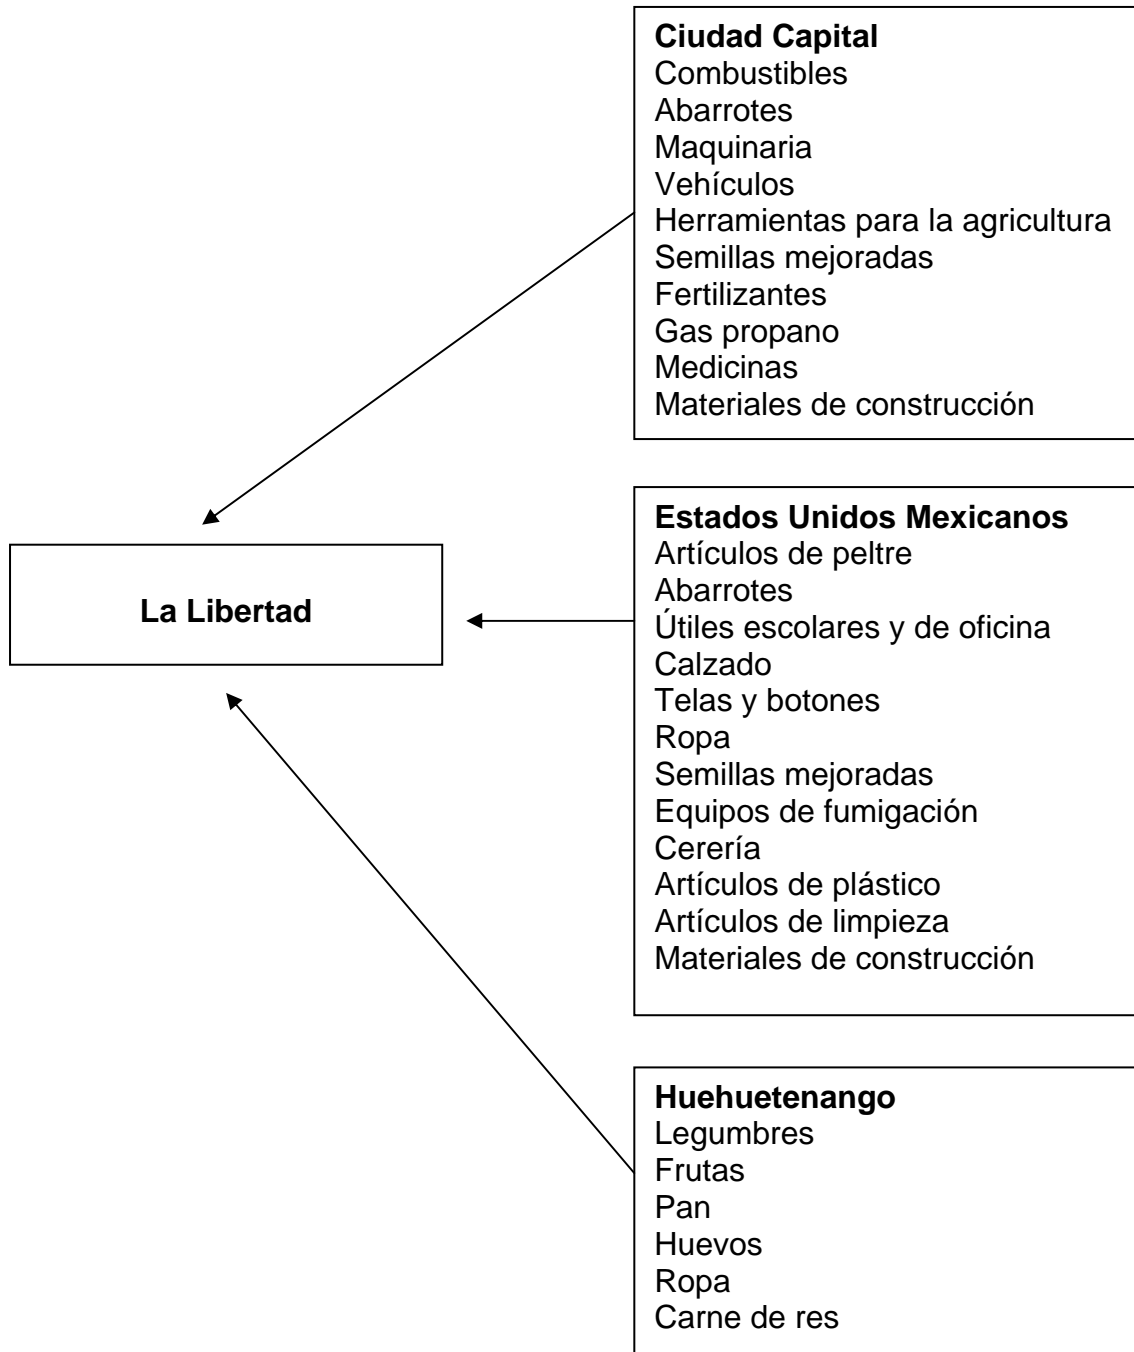 Ciudad Capital
Combustibles
Abarrotes
Maquinaria
Vehículos
Herramientas para la agricultura
Semillas mejoradas
Fertilizantes
Gas propano
Medicinas
Materiales de construcción
La Libertad
Estados Unidos Mexicanos
Artículos de peltre
Abarrotes
Útiles escolares y de oficina
Calzado
Telas y botones
Ropa
Semillas mejoradas
Equipos de fumigación
Cerería
Artículos de plástico
Artículos de limpieza
Materiales de construcción
Huehuetenango
Legumbres
Frutas
Pan
Huevos
Ropa
Carne de res